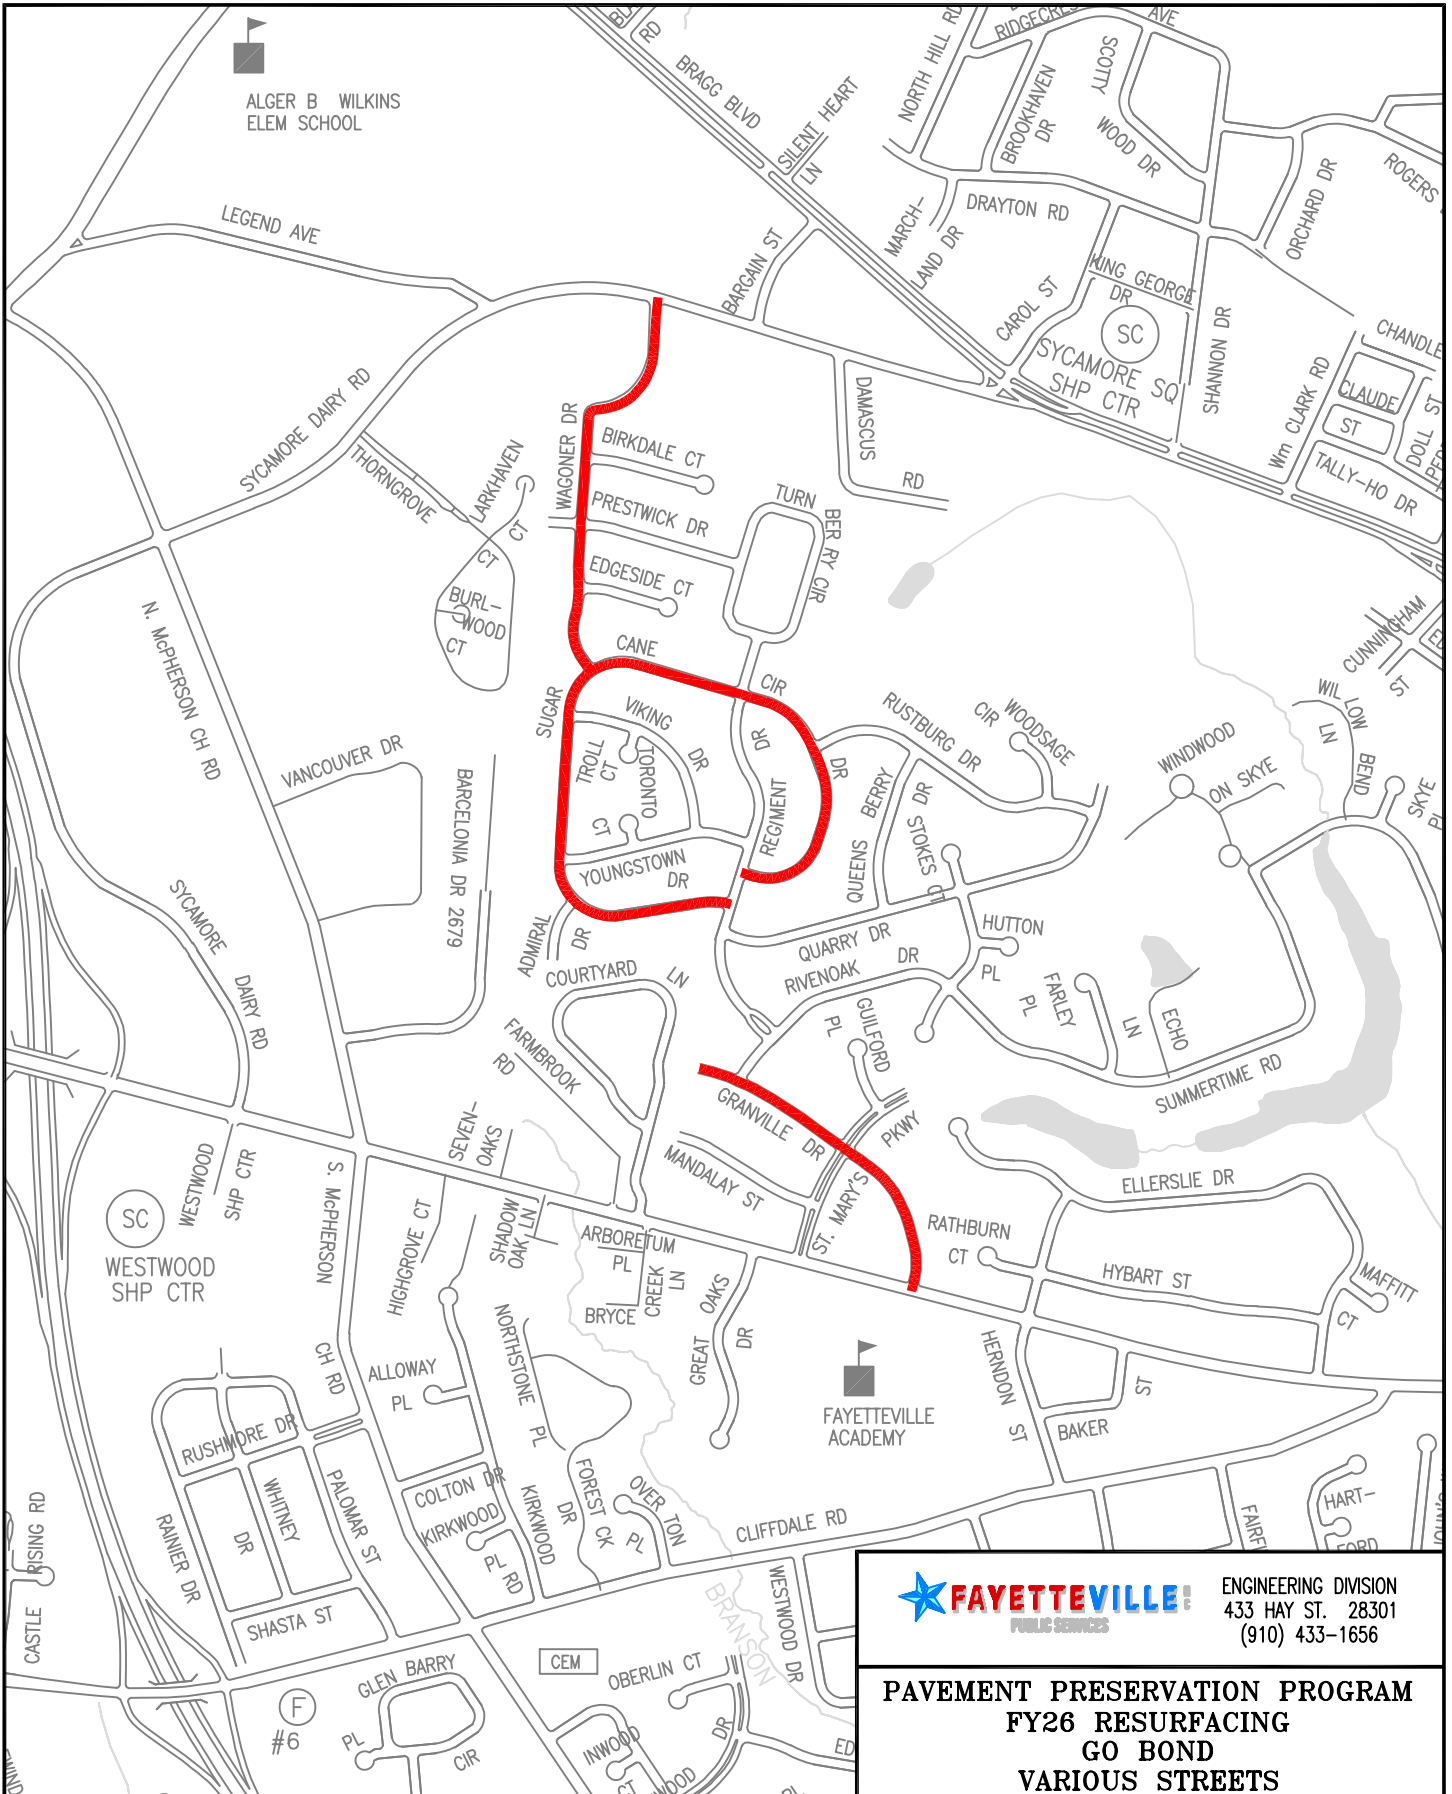 ALGER B WILKINS
ELEM SCHOOL
BRAGG BLVD
RD
SILENT HEART
LN
NORTH HILL RD
AVE
BROOKHAVEN
DR
SCOTTY
WOOD DR
ORCHARD DR
ROGERS
LEGEND AVE
BARGAIN ST
MARCH-
LAND DR
DRAYTON RD
CAROL ST
KING GEORGE
DR
SC
SYCAMORE SQ
SHP CTR
SHANNON DR
Wm CLARK RD
CLAUDE
ST
DOLL ST
TALLY-HO DR
SYCAMORE DAIRY RD
THORNGROVE
CT
LARKHAVEN
CT
WAGONER DR
BIRKDALE CT
PRESTWICK DR
EDGESIDE CT
TURN
BER RY CIR
DAMASCUS
RD
BURL-
WOOD
CT
N. McPHERSON CH RD
CANE
CIR
SUGAR
VIKING
DR
TROLL
CT
TORONTO
CT
DR
REGIMENT
YOUNGSTOWN
DR
ADMIRAL
DR
RUSTBURG DR
CIR
WOODSAGE
QUEENS BERRY
DR
STOKES CT
DR
CUNNINGHAM
ST
WIL LOW
BEND
LN
WINDWOOD
ON SKYE
SKYE
PL
VANCOUVER DR
BARCELONIA DR 2679
SYCAMORE
DAIRY RD
COURTYARD
LN
FARMBROOK
RD
QUARRY DR
RIVENOAK DR
HUTTON
PL
FARLEY
PL
ECHO
LN
SUMMERTIME RD
GUILFORD
PL
GRANVILLE DR
MANDALAY ST
ST. MARY'S
PKWY
SEVEN-
OAKS
WESTWOOD
SHP CTR
SC
WESTWOOD
SHP CTR
S. McPHERSON
CH RD
HIGHGROVE CT
SHADOW
OAK LN
ARBORETUM
PL
BRYCE
CREEK
LN
GREAT OAKS
DR
ELLERSLIE DR
RATHBURN
CT
HYBART ST
MAFFITT
CT
ALLOWAY
PL
NORTHSTONE PL
FAYETTEVILLE
ACADEMY
HERNDON ST
BAKER
ST
RUSHMORE DR
WHITNEY
DR
PALOMAR ST
RAINIER DR
SHASTA ST
COLTON DR
KIRKWOOD
PL
KIRKWOOD
RD
FOREST CK
DR
OVER TON
PL
CLIFFDALE RD
WESTWOOD DR
HART-
CASTLE RISING RD
BRANSON
CEM
OBERLIN CT
GLEN BARRY
PL
CIR
F
#6
INWOOD
CT
DR
FAYETTEVILLE
PUBLIC SERVICES
ENGINEERING DIVISION
433 HAY ST. 28301
(910) 433-1656
PAVEMENT PRESERVATION PROGRAM
FY26 RESURFACING
GO BOND
VARIOUS STREETS